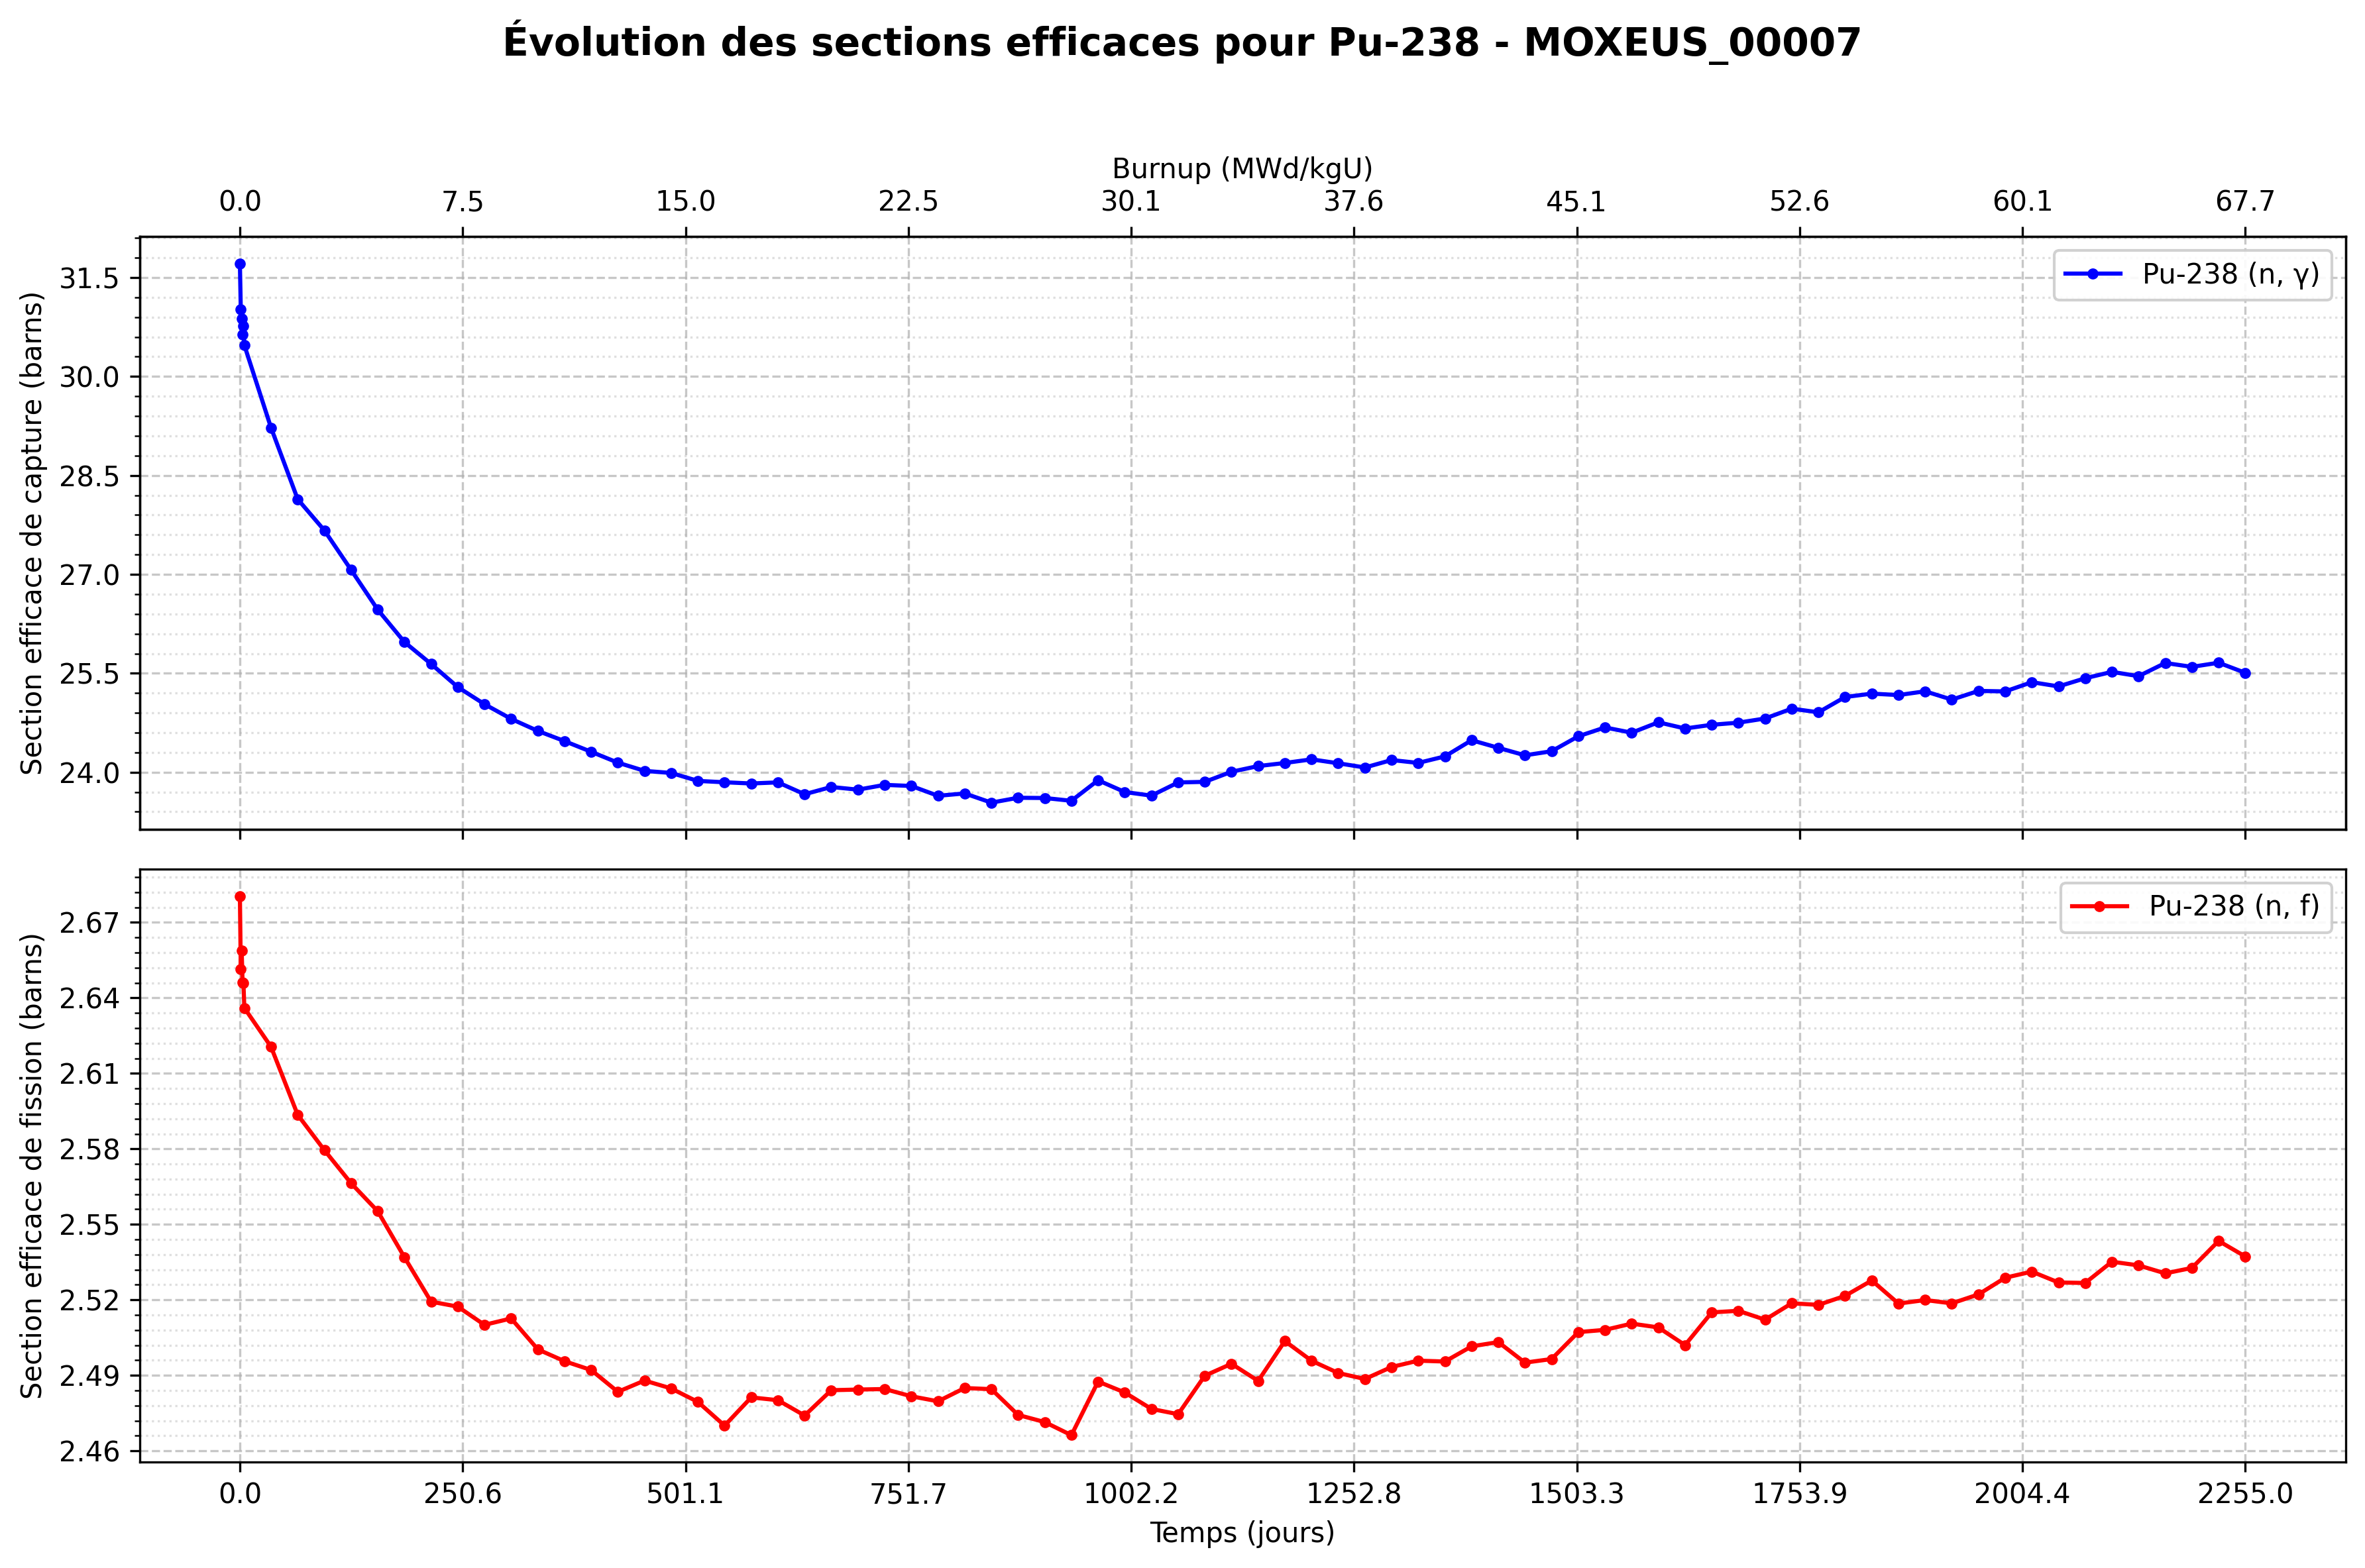 Évolution des sections efficaces pour Pu-238 - MOXEUS_00007
Burnup (MWd/kgU)
0.0 7.5 15.0 22.5 30.1 37.6 45.1 52.6 60.1 67.7
Section efficace de capture (barns)
31.5
30.0
28.5
27.0
25.5
24.0
Pu-238 (n, γ)
Section efficace de fission (barns)
2.67
2.64
2.61
2.58
2.55
2.52
2.49
2.46
Pu-238 (n, f)
0.0 250.6 501.1 751.7 1002.2 1252.8 1503.3 1753.9 2004.4 2255.0
Temps (jours)